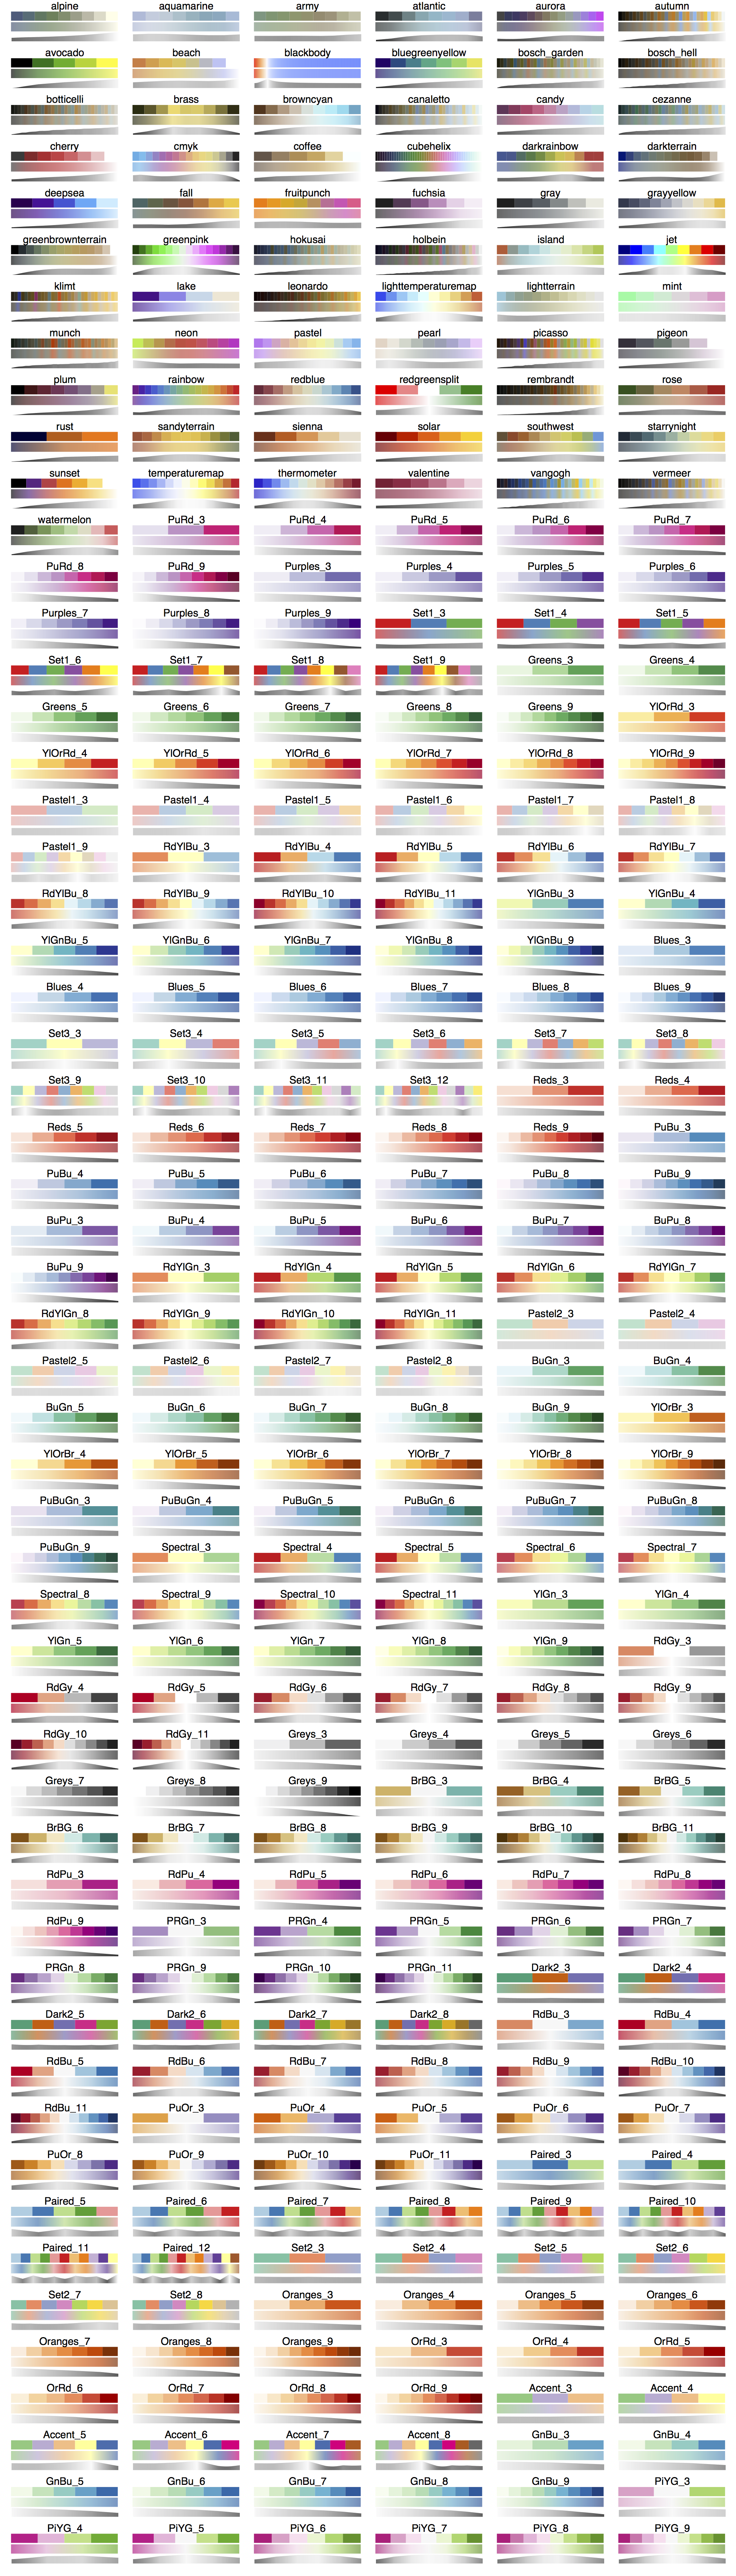 alpine aquamarine army atlantic aurora autumn
avocado beach blackbody bluegreenyellow bosch_garden bosch_hell
botticelli brass browncyan canaletto candy cezanne
cherry cmyk coffee cubehelix darkrainbow darkterrain
deepsea fall fruitpunch fuchsia gray grayyellow
greenbrownterrain greenpink hokusai holbein island jet
klimt lake leonardo lighttemperaturemap lightterrain mint
munch neon pastel pearl picasso pigeon
plum rainbow redblue redgreensplit rembrandt rose
rust sandyterrain sienna solar southwest starrynight
sunset temperaturemap thermometer valentine vangogh vermeer
watermelon PuRd_3 PuRd_4 PuRd_5 PuRd_6 PuRd_7
PuRd_8 PuRd_9 Purples_3 Purples_4 Purples_5 Purples_6
Purples_7 Purples_8 Purples_9 Set1_3 Set1_4 Set1_5
Set1_6 Set1_7 Set1_8 Set1_9 Greens_3 Greens_4
Greens_5 Greens_6 Greens_7 Greens_8 Greens_9 YlOrRd_3
YlOrRd_4 YlOrRd_5 YlOrRd_6 YlOrRd_7 YlOrRd_8 YlOrRd_9
Pastel1_3 Pastel1_4 Pastel1_5 Pastel1_6 Pastel1_7 Pastel1_8
Pastel1_9 RdYlBu_3 RdYlBu_4 RdYlBu_5 RdYlBu_6 RdYlBu_7
RdYlBu_8 RdYlBu_9 RdYlBu_10 RdYlBu_11 YlGnBu_3 YlGnBu_4
YlGnBu_5 YlGnBu_6 YlGnBu_7 YlGnBu_8 YlGnBu_9 Blues_3
Blues_4 Blues_5 Blues_6 Blues_7 Blues_8 Blues_9
Set3_3 Set3_4 Set3_5 Set3_6 Set3_7 Set3_8
Set3_9 Set3_10 Set3_11 Set3_12 Reds_3 Reds_4
Reds_5 Reds_6 Reds_7 Reds_8 Reds_9 PuBu_3
PuBu_4 PuBu_5 PuBu_6 PuBu_7 PuBu_8 PuBu_9
BuPu_3 BuPu_4 BuPu_5 BuPu_6 BuPu_7 BuPu_8
BuPu_9 RdYlGn_3 RdYlGn_4 RdYlGn_5 RdYlGn_6 RdYlGn_7
RdYlGn_8 RdYlGn_9 RdYlGn_10 RdYlGn_11 Pastel2_3 Pastel2_4
Pastel2_5 Pastel2_6 Pastel2_7 Pastel2_8 BuGn_3 BuGn_4
BuGn_5 BuGn_6 BuGn_7 BuGn_8 BuGn_9 YlOrBr_3
YlOrBr_4 YlOrBr_5 YlOrBr_6 YlOrBr_7 YlOrBr_8 YlOrBr_9
PuBuGn_3 PuBuGn_4 PuBuGn_5 PuBuGn_6 PuBuGn_7 PuBuGn_8
PuBuGn_9 Spectral_3 Spectral_4 Spectral_5 Spectral_6 Spectral_7
Spectral_8 Spectral_9 Spectral_10 Spectral_11 YlGn_3 YlGn_4
YlGn_5 YlGn_6 YlGn_7 YlGn_8 YlGn_9 RdGy_3
RdGy_4 RdGy_5 RdGy_6 RdGy_7 RdGy_8 RdGy_9
RdGy_10 RdGy_11 Greys_3 Greys_4 Greys_5 Greys_6
Greys_7 Greys_8 Greys_9 BrBG_3 BrBG_4 BrBG_5
BrBG_6 BrBG_7 BrBG_8 BrBG_9 BrBG_10 BrBG_11
RdPu_3 RdPu_4 RdPu_5 RdPu_6 RdPu_7 RdPu_8
RdPu_9 PRGn_3 PRGn_4 PRGn_5 PRGn_6 PRGn_7
PRGn_8 PRGn_9 PRGn_10 PRGn_11 Dark2_3 Dark2_4
Dark2_5 Dark2_6 Dark2_7 Dark2_8 RdBu_3 RdBu_4
RdBu_5 RdBu_6 RdBu_7 RdBu_8 RdBu_9 RdBu_10
RdBu_11 PuOr_3 PuOr_4 PuOr_5 PuOr_6 PuOr_7
PuOr_8 PuOr_9 PuOr_10 PuOr_11 Paired_3 Paired_4
Paired_5 Paired_6 Paired_7 Paired_8 Paired_9 Paired_10
Paired_11 Paired_12 Set2_3 Set2_4 Set2_5 Set2_6
Set2_7 Set2_8 Oranges_3 Oranges_4 Oranges_5 Oranges_6
Oranges_7 Oranges_8 Oranges_9 OrRd_3 OrRd_4 OrRd_5
OrRd_6 OrRd_7 OrRd_8 OrRd_9 Accent_3 Accent_4
Accent_5 Accent_6 Accent_7 Accent_8 GnBu_3 GnBu_4
GnBu_5 GnBu_6 GnBu_7 GnBu_8 GnBu_9 PiYG_3
PiYG_4 PiYG_5 PiYG_6 PiYG_7 PiYG_8 PiYG_9